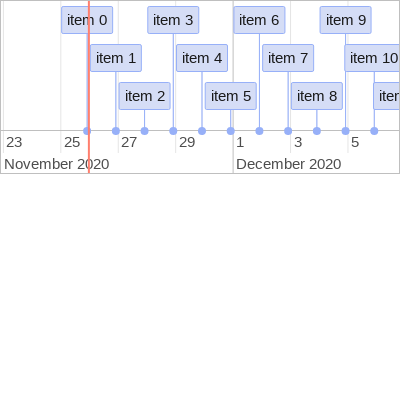 item 0 item 3 item 6 item 9
item 1 item 4 item 7 item 10
item 2 item 5 item 8
23 25 27 29 1 3 5
November 2020 December 2020